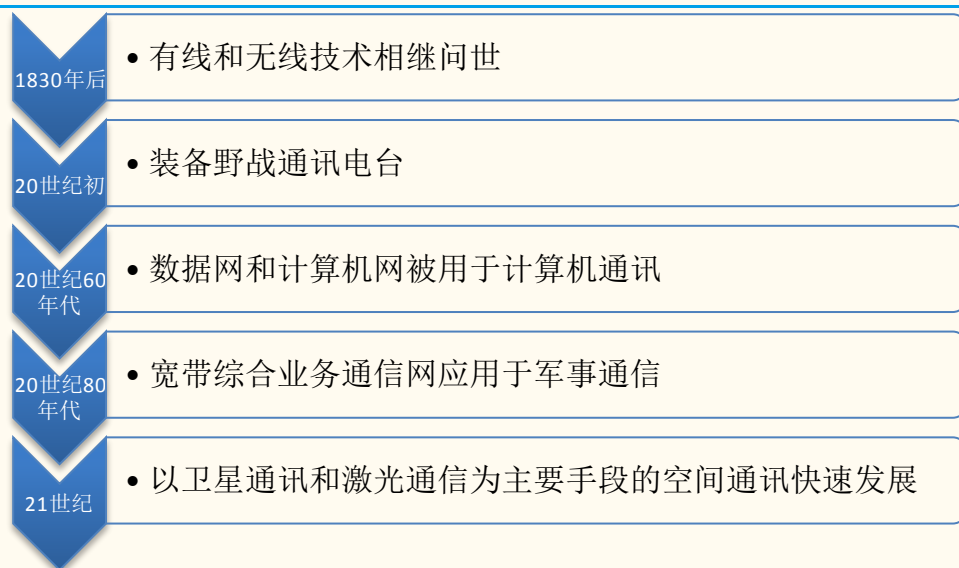 1830年后
• 有线和无线技术相继问世
20世纪初
• 装备野战通讯电台
20世纪60
年代
• 数据网和计算机网被用于计算机通讯
20世纪80
年代
• 宽带综合业务通信网应用于军事通信
21世纪
• 以卫星通讯和激光通信为主要手段的空间通讯快速发展